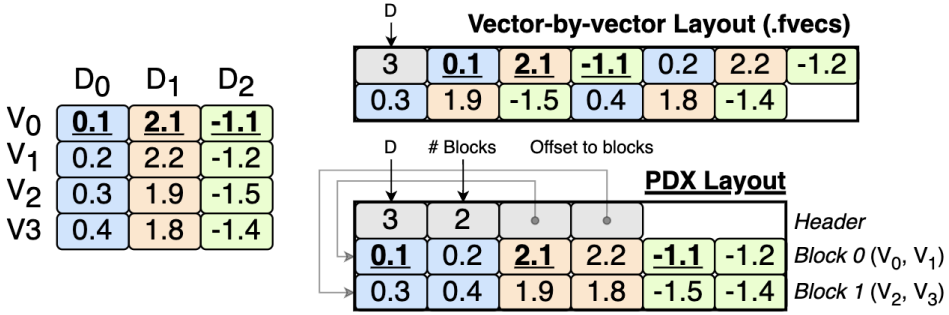 D₀ D₁ D₂
V₀ 0.1 2.1 -1.1
V₁ 0.2 2.2 -1.2
V₂ 0.3 1.9 -1.5
V3 0.4 1.8 -1.4
D
Vector-by-vector Layout (.fvecs)
3 0.1 2.1 -1.1 0.2 2.2 -1.2
0.3 1.9 -1.5 0.4 1.8 -1.4
D # Blocks Offset to blocks
PDX Layout
3 2 Header
0.1 0.2 2.1 2.2 -1.1 -1.2 Block 0 (V₀, V₁)
0.3 0.4 1.9 1.8 -1.5 -1.4 Block 1 (V₂, V₃)